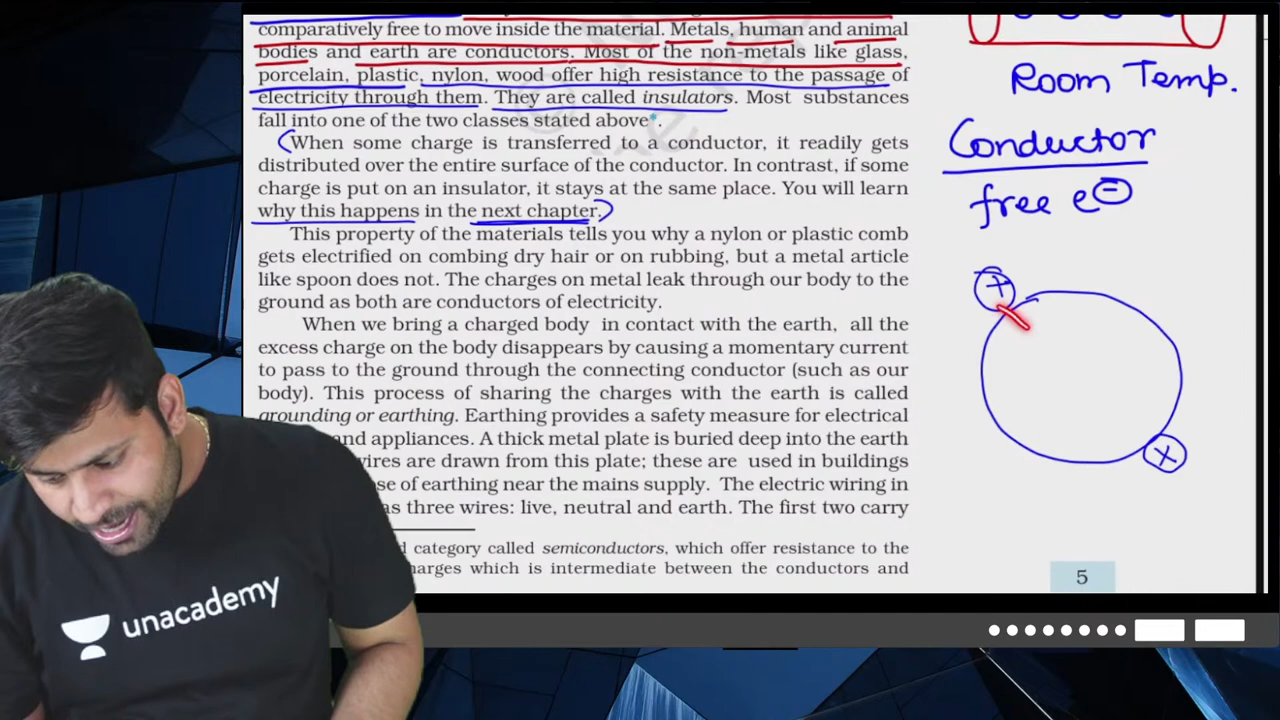 comparatively free to move inside the material. Metals, human and animal
bodies and earth are conductors. Most of the non-metals like glass,
porcelain, plastic, nylon, wood offer high resistance to the passage of
electricity through them. They are called insulators. Most substances
fall into one of the two classes stated above*.
When some charge is transferred to a conductor, it readily gets
distributed over the entire surface of the conductor. In contrast, if some
charge is put on an insulator, it stays at the same place. You will learn
why this happens in the next chapter.
This property of the materials tells you why a nylon or plastic comb
gets electrified on combing dry hair or on rubbing, but a metal article
like spoon does not. The charges on metal leak through our body to the
ground as both are conductors of electricity.
When we bring a charged body in contact with the earth, all the
excess charge on the body disappears by causing a momentary current
to pass to the ground through the connecting conductor (such as our
body). This process of sharing the charges with the earth is called
grounding or earthing. Earthing provides a safety measure for electrical
and appliances. A thick metal plate is buried deep into the earth
wires are drawn from this plate; these are used in buildings
of earthing near the mains supply. The electric wiring in
three wires: live, neutral and earth. The first two carry
category called semiconductors, which offer resistance to the
which is intermediate between the conductors and
5
Room Temp.
Conductor
free e⊖
+
+
unacademy